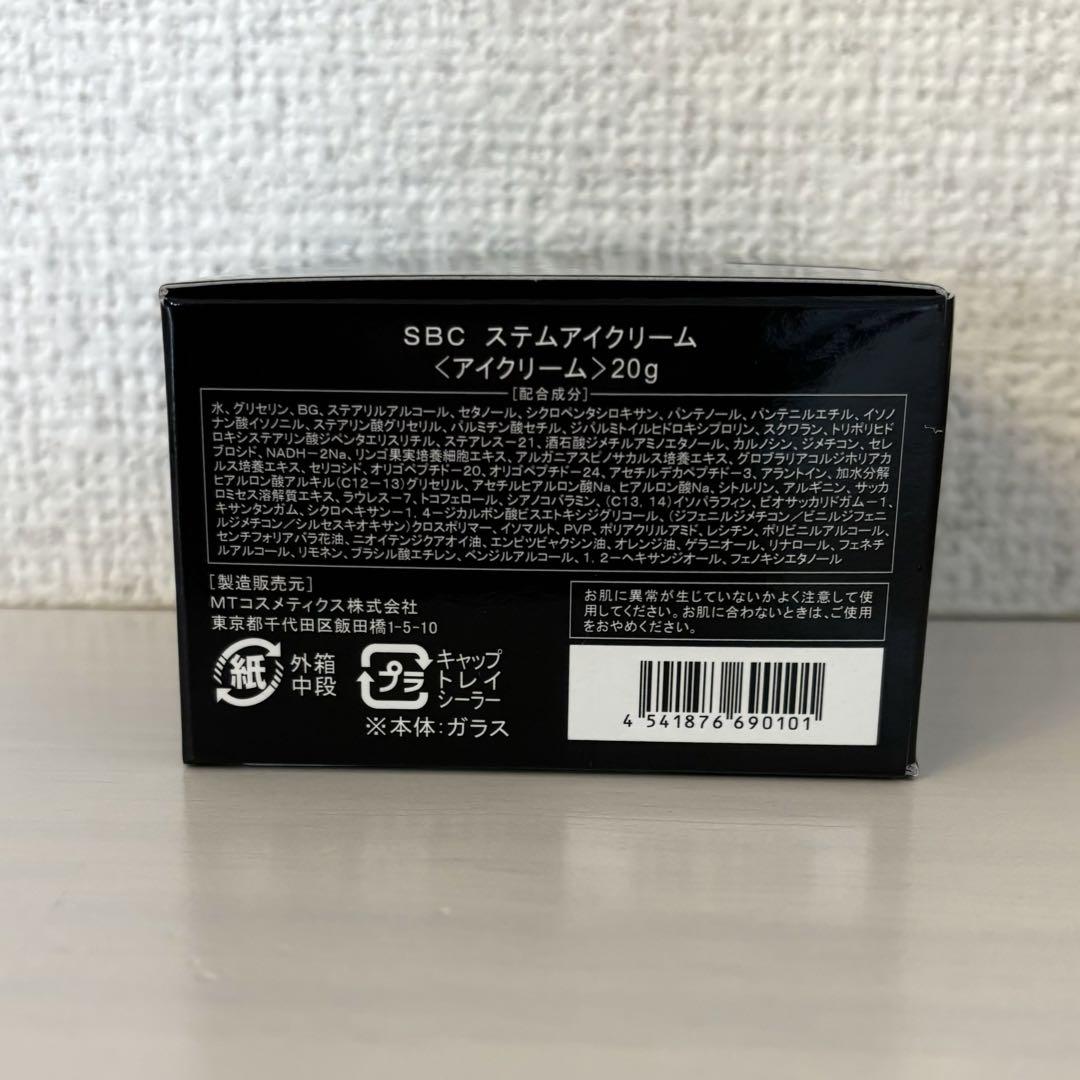 SBC ステムアイクリーム
〈アイクリーム〉20g
[配合成分]
水、グリセリン、BG、ステアリルアルコール、セタノール、シクロペンタシロキサン、パンテノール、パンテニルエチル、イソノ
ナン酸イソノニル、ステアリン酸グリセリル、パルミチン酸セチル、ジパルミトイルヒドロキシプロリン、スクワラン、トリポリヒド
ロキシステアリン酸ジペンタエリスリチル、ステアレス－21、酒石酸ジメチルアミノエタノール、カルノシン、ジメチコン、セレ
ブロシド、NADH－2Na、リンゴ果実培養細胞エキス、アルガニアスピノサカルス培養エキス、グロブラリアコルジホリアカ
ルス培養エキス、セリコシド、オリゴペプチド－20、オリゴペプチド－24、アセチルデカペプチド－3、アラントイン、加水分解
ヒアルロン酸アルキル（C12－13）グリセリル、アセチルヒアルロン酸Na、ヒアルロン酸Na、シトルリン、アルギニン、サッカ
ロミセス溶解質エキス、ラウレス－7、トコフェロール、シアノコバラミン、（C13，14）イソパラフィン、ビオサッカリドガム－1、
キサンタンガム、シクロヘキサン－1，4－ジカルボン酸ビスエトキシジグリコール、（ジフェニルジメチコン／ビニルジフェニ
ルジメチコン／シルセスキオキサン）クロスポリマー、イソマルト、PVP、ポリアクリルアミド、レシチン、ポリビニルアルコール、
センチフォリアバラ花油、ニオイテンジクアオイ油、エンピツビャクシン油、オレンジ油、ゲラニオール、リナロール、フェネチ
ルアルコール、リモネン、ブラシル酸エチレン、ベンジルアルコール、1，2－ヘキサンジオール、フェノキシエタノール
[製造販売元]
MTコスメティクス株式会社
東京都千代田区飯田橋1-5-10
お肌に異常が生じていないかよく注意して使
用してください。お肌に合わないときは、ご使用
をおやめください。
紙 外箱
中段
プラ キャップ
トレイ
シーラー
※本体：ガラス
4 541876 690101